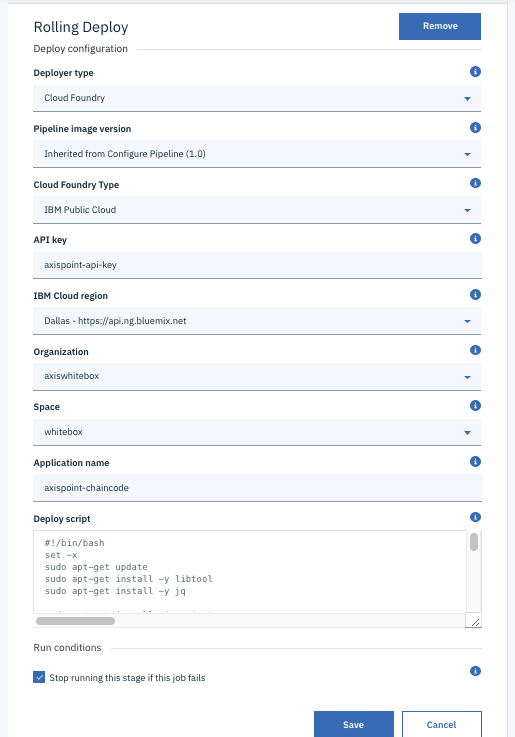 Rolling Deploy
Remove
Deploy configuration
Deployer type
Cloud Foundry
Pipeline image version
Inherited from Configure Pipeline (1.0)
Cloud Foundry Type
IBM Public Cloud
API key
axispoint-api-key
IBM Cloud region
Dallas - https://api.ng.bluemix.net
Organization
axiswhitebox
Space
whitebox
Application name
axispoint-chaincode
Deploy script
#!/bin/bash
set -x
sudo apt-get update
sudo apt-get install -y libtool
sudo apt-get install -y jq
Run conditions
Stop running this stage if this job fails
Save
Cancel